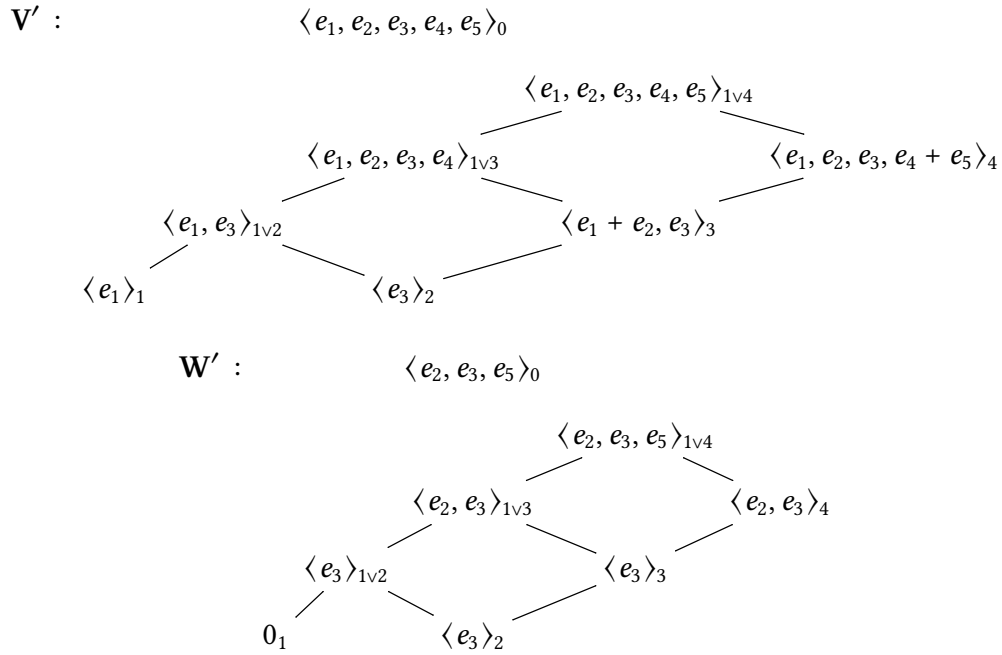 V′ : ⟨e₁, e₂, e₃, e₄, e₅⟩₀
⟨e₁, e₂, e₃, e₄, e₅⟩₁∨₄
⟨e₁, e₂, e₃, e₄⟩₁∨₃ ⟨e₁, e₂, e₃, e₄ + e₅⟩₄
⟨e₁, e₃⟩₁∨₂ ⟨e₁ + e₂, e₃⟩₃
⟨e₁⟩₁ ⟨e₃⟩₂
W′ : ⟨e₂, e₃, e₅⟩₀
⟨e₂, e₃, e₅⟩₁∨₄
⟨e₂, e₃⟩₁∨₃ ⟨e₂, e₃⟩₄
⟨e₃⟩₁∨₂ ⟨e₃⟩₃
0₁ ⟨e₃⟩₂